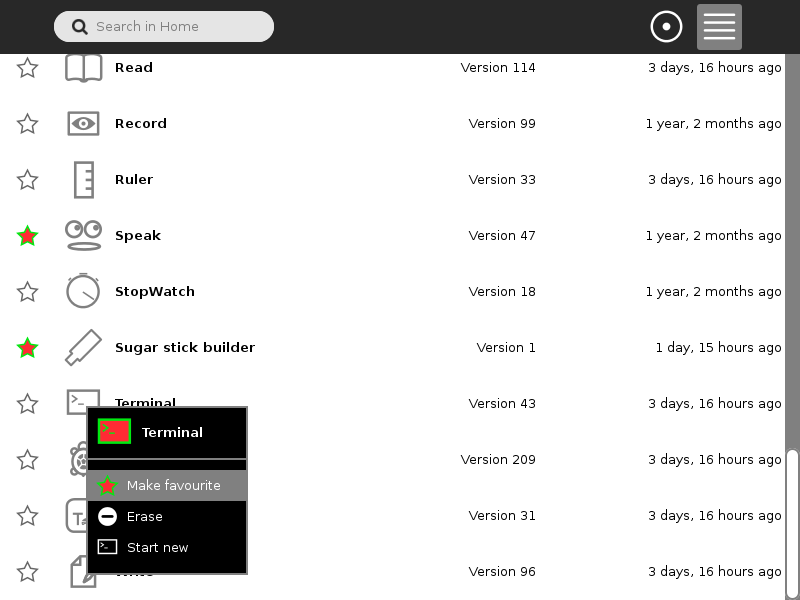 Search in Home
Read Version 114 3 days, 16 hours ago
Record Version 99 1 year, 2 months ago
Ruler Version 33 3 days, 16 hours ago
Speak Version 47 1 year, 2 months ago
StopWatch Version 18 1 year, 2 months ago
Sugar stick builder Version 1 1 day, 15 hours ago
Terminal Version 43 3 days, 16 hours ago
Terminal
Version 209 3 days, 16 hours ago
Make favourite
Version 31 3 days, 16 hours ago
Erase
Start new
Write Version 96 3 days, 16 hours ago